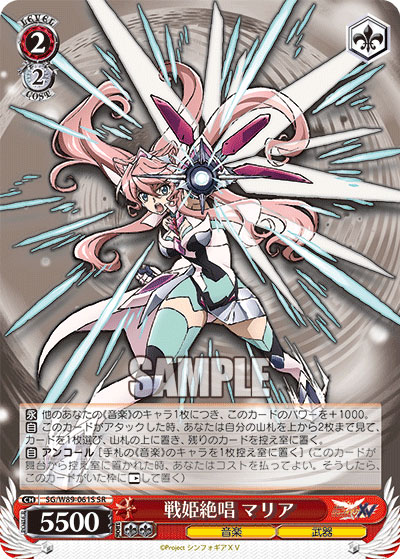 LEVEL
2
2
COST
SAMPLE
永 他のあなたの《音楽》のキャラ1枚につき、このカードのパワーを+1000。
自 このカードがアタックした時、あなたは自分の山札を上から2枚まで見て、
カードを1枚選び、山札の上に置き、残りのカードを控え室に置く。
自 アンコール [手札の《音楽》のキャラを1枚控え室に置く] (このカードが
舞台から控え室に置かれた時、あなたはコストを払ってよい。そうしたら、
このカードがいた枠に置く)
CH SG/W89-061S SR
5500
戦姫絶唱 マリア
音楽 武器
©Project シンフォギアXV